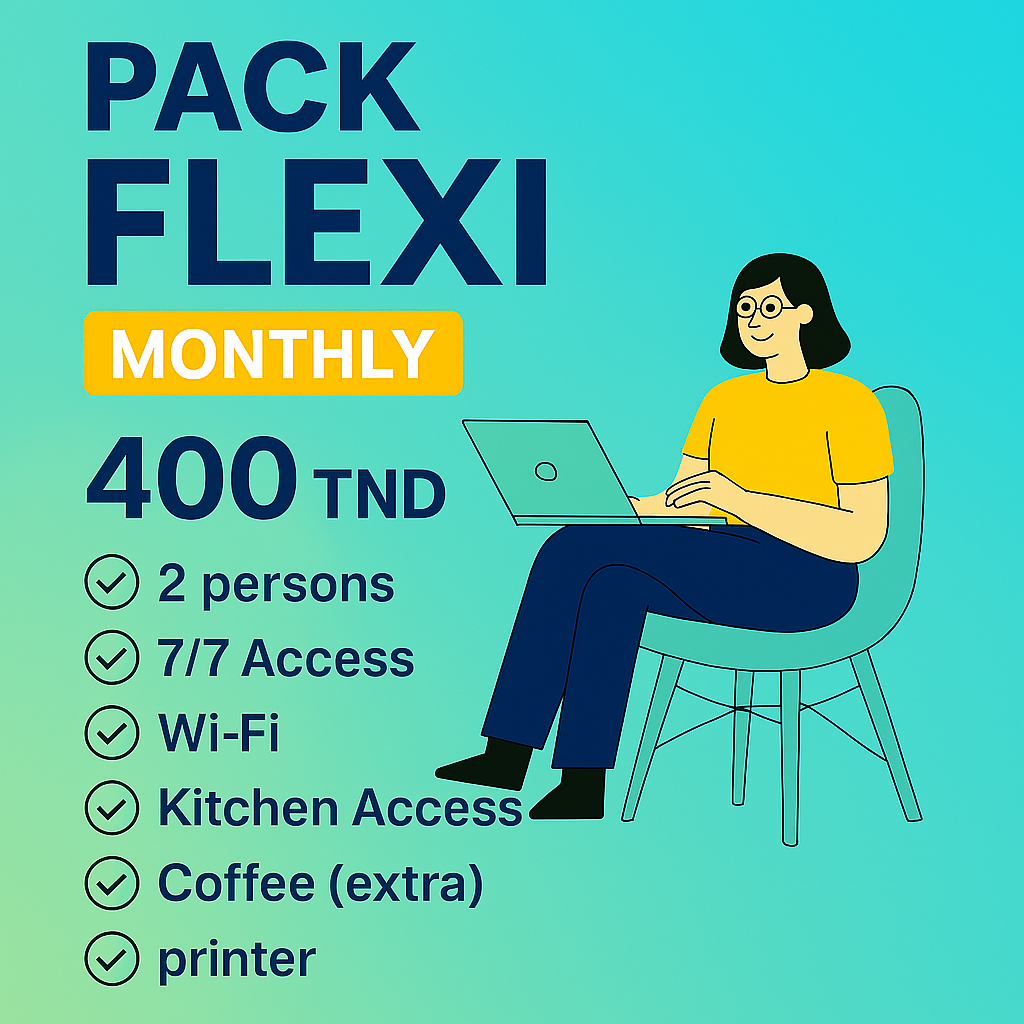 PACK
FLEXI
MONTHLY
400 TND
2 persons
7/7 Access
Wi-Fi
Kitchen Access
Coffee (extra)
printer